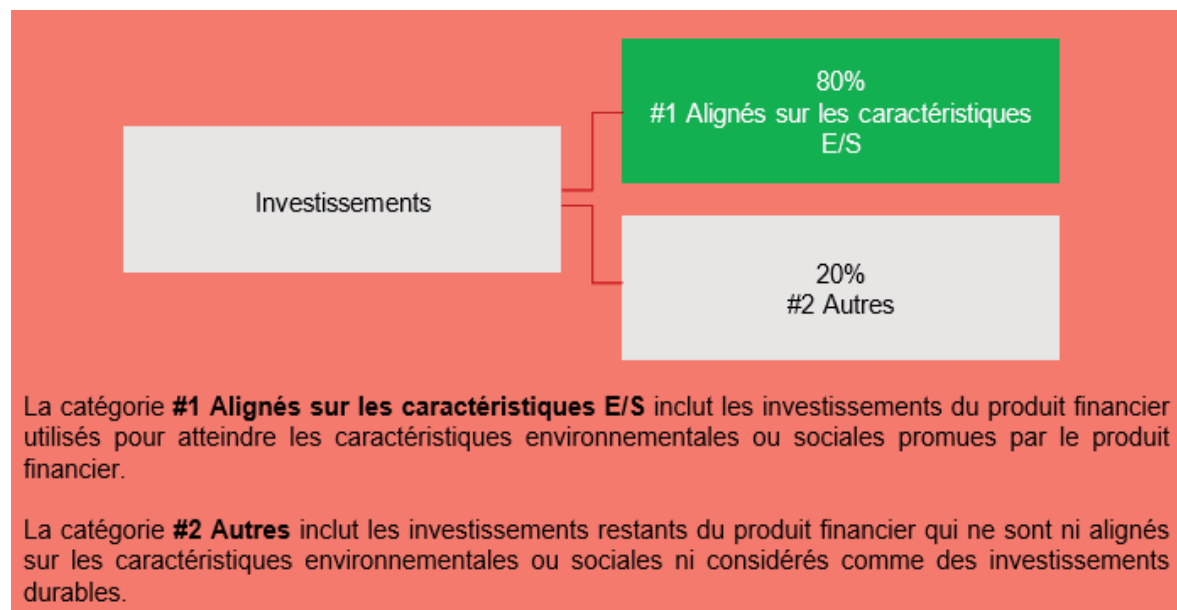 80%
#1 Alignés sur les caractéristiques
E/S
Investissements
20%
#2 Autres
La catégorie #1 Alignés sur les caractéristiques E/S inclut les investissements du produit financier
utilisés pour atteindre les caractéristiques environnementales ou sociales promues par le produit
financier.
La catégorie #2 Autres inclut les investissements restants du produit financier qui ne sont ni alignés
sur les caractéristiques environnementales ou sociales ni considérés comme des investissements
durables.